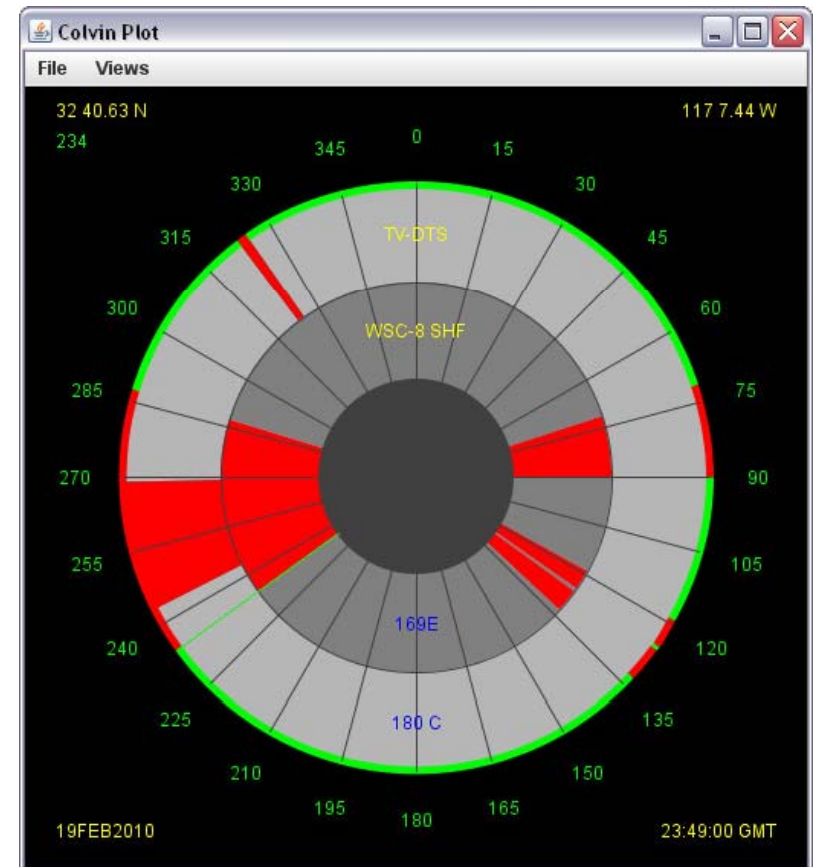 Colvin Plot
File Views
32 40.63 N
117 7.44 W
234
0
15
30
45
60
75
90
105
120
135
150
165
180
195
210
225
240
255
270
285
300
315
330
345
TV-DTS
WSC-8 SHF
169E
180 C
19FEB2010
23:49:00 GMT